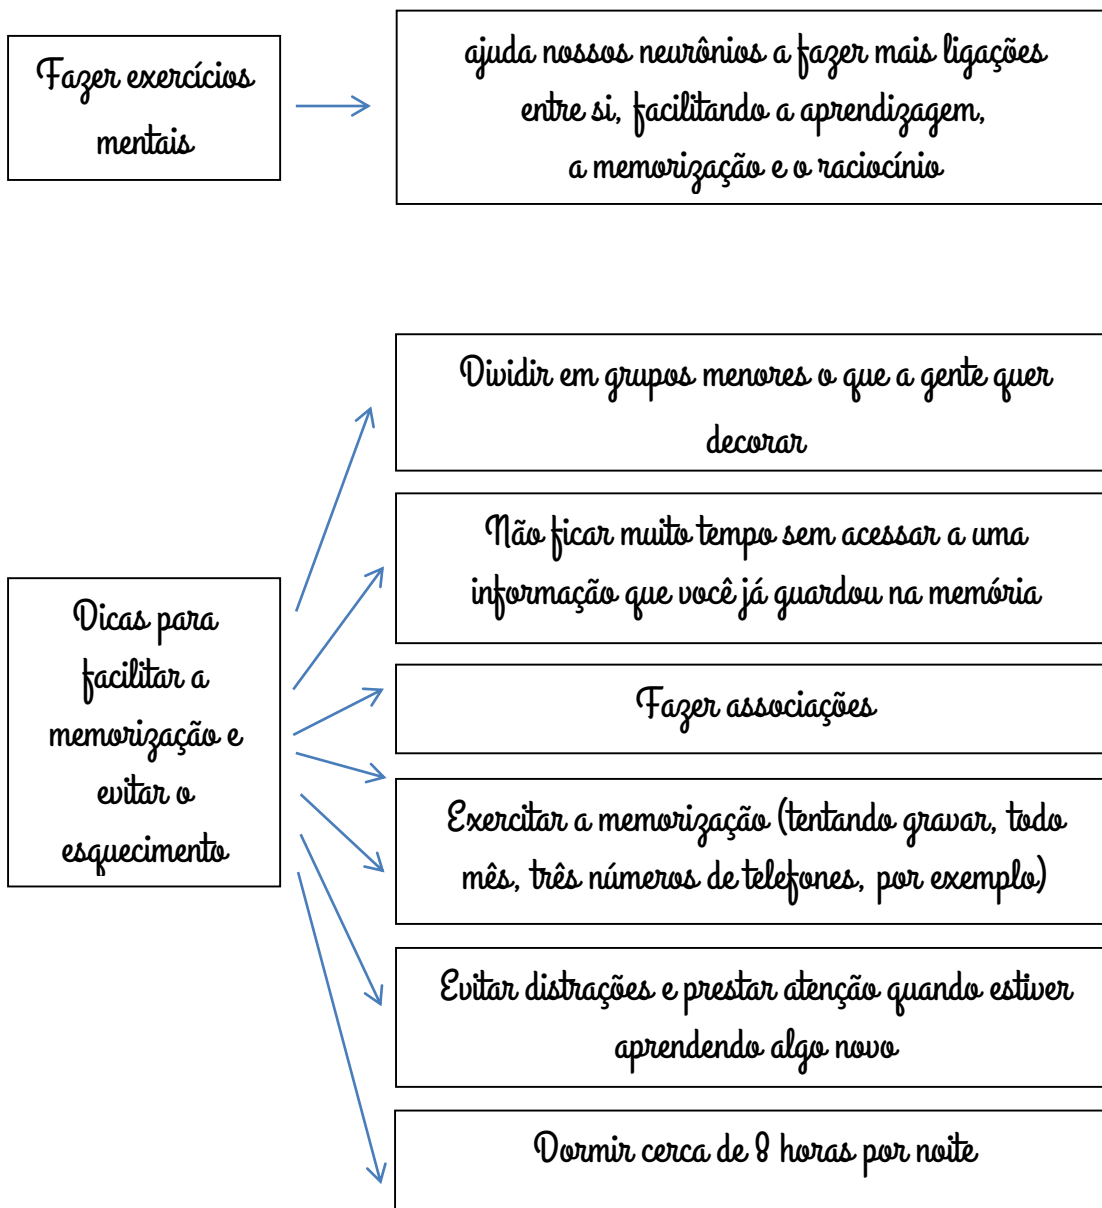 Fazer exercícios
mentais
ajuda nossos neurônios a fazer mais ligações
entre si, facilitando a aprendizagem,
a memorização e o raciocínio
Dicas para
facilitar a
memorização e
evitar o
esquecimento
Dividir em grupos menores o que a gente quer
decorar
Não ficar muito tempo sem acessar a uma
informação que você já guardou na memória
Fazer associações
Exercitar a memorização (tentando gravar, todo
mês, três números de telefones, por exemplo)
Evitar distrações e prestar atenção quando estiver
aprendendo algo novo
Dormir cerca de 8 horas por noite